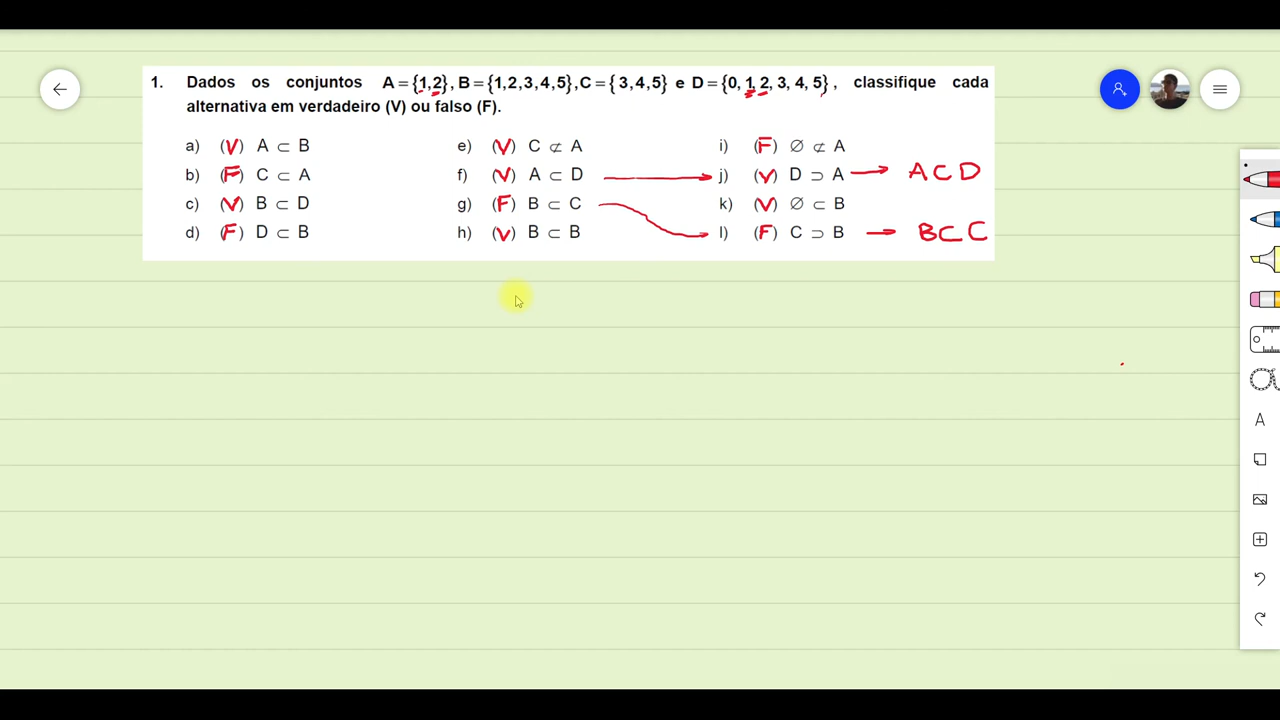 1. Dados os conjuntos A={1,2}, B={1,2,3,4,5}, C={3,4,5} e D={0, 1, 2, 3, 4, 5}, classifique cada
alternativa em verdadeiro (V) ou falso (F).
a) (V) A ⊂ B
b) (F) C ⊂ A
c) (V) B ⊂ D
d) (F) D ⊂ B
e) (V) C ⊄ A
f) (V) A ⊂ D
g) (F) B ⊂ C
h) (V) B ⊂ B
i) (F) ∅ ⊄ A
j) (V) D ⊃ A → A ⊂ D
k) (V) ∅ ⊂ B
l) (F) C ⊃ B → B ⊂ C
A